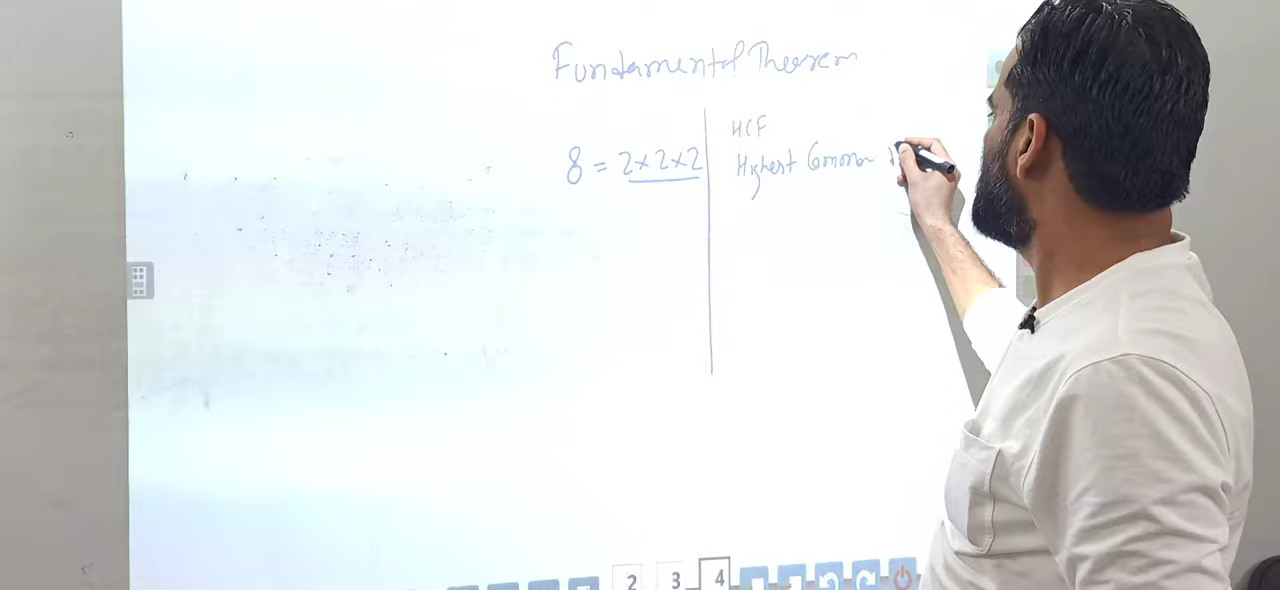 Fundamental Theorem
8 = 2 × 2 × 2
HCF
Highest Common
2 3 4